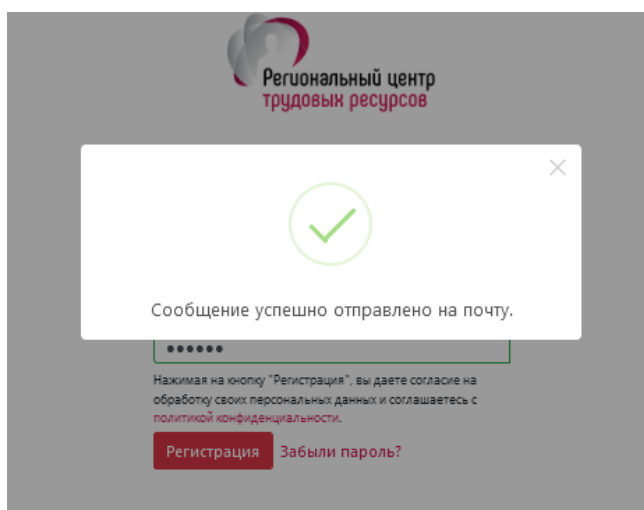 Региональный центр
трудовых ресурсов
Сообщение успешно отправлено на почту.
Нажимая на кнопку "Регистрация", вы даете согласие на
обработку своих персональных данных и соглашаетесь с
политикой конфиденциальности.
Регистрация Забыли пароль?